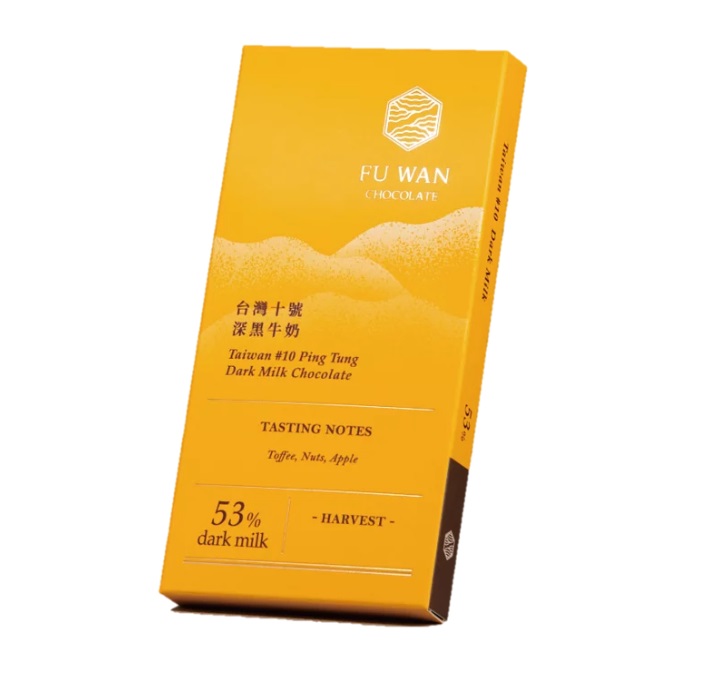 FU WAN
CHOCOLATE
台灣十號
深黑牛奶
Taiwan #10 Ping Tung
Dark Milk Chocolate
TASTING NOTES
Toffee, Nuts, Apple
53%
dark milk
- HARVEST -
Taiwan #10 Dark Milk
53%